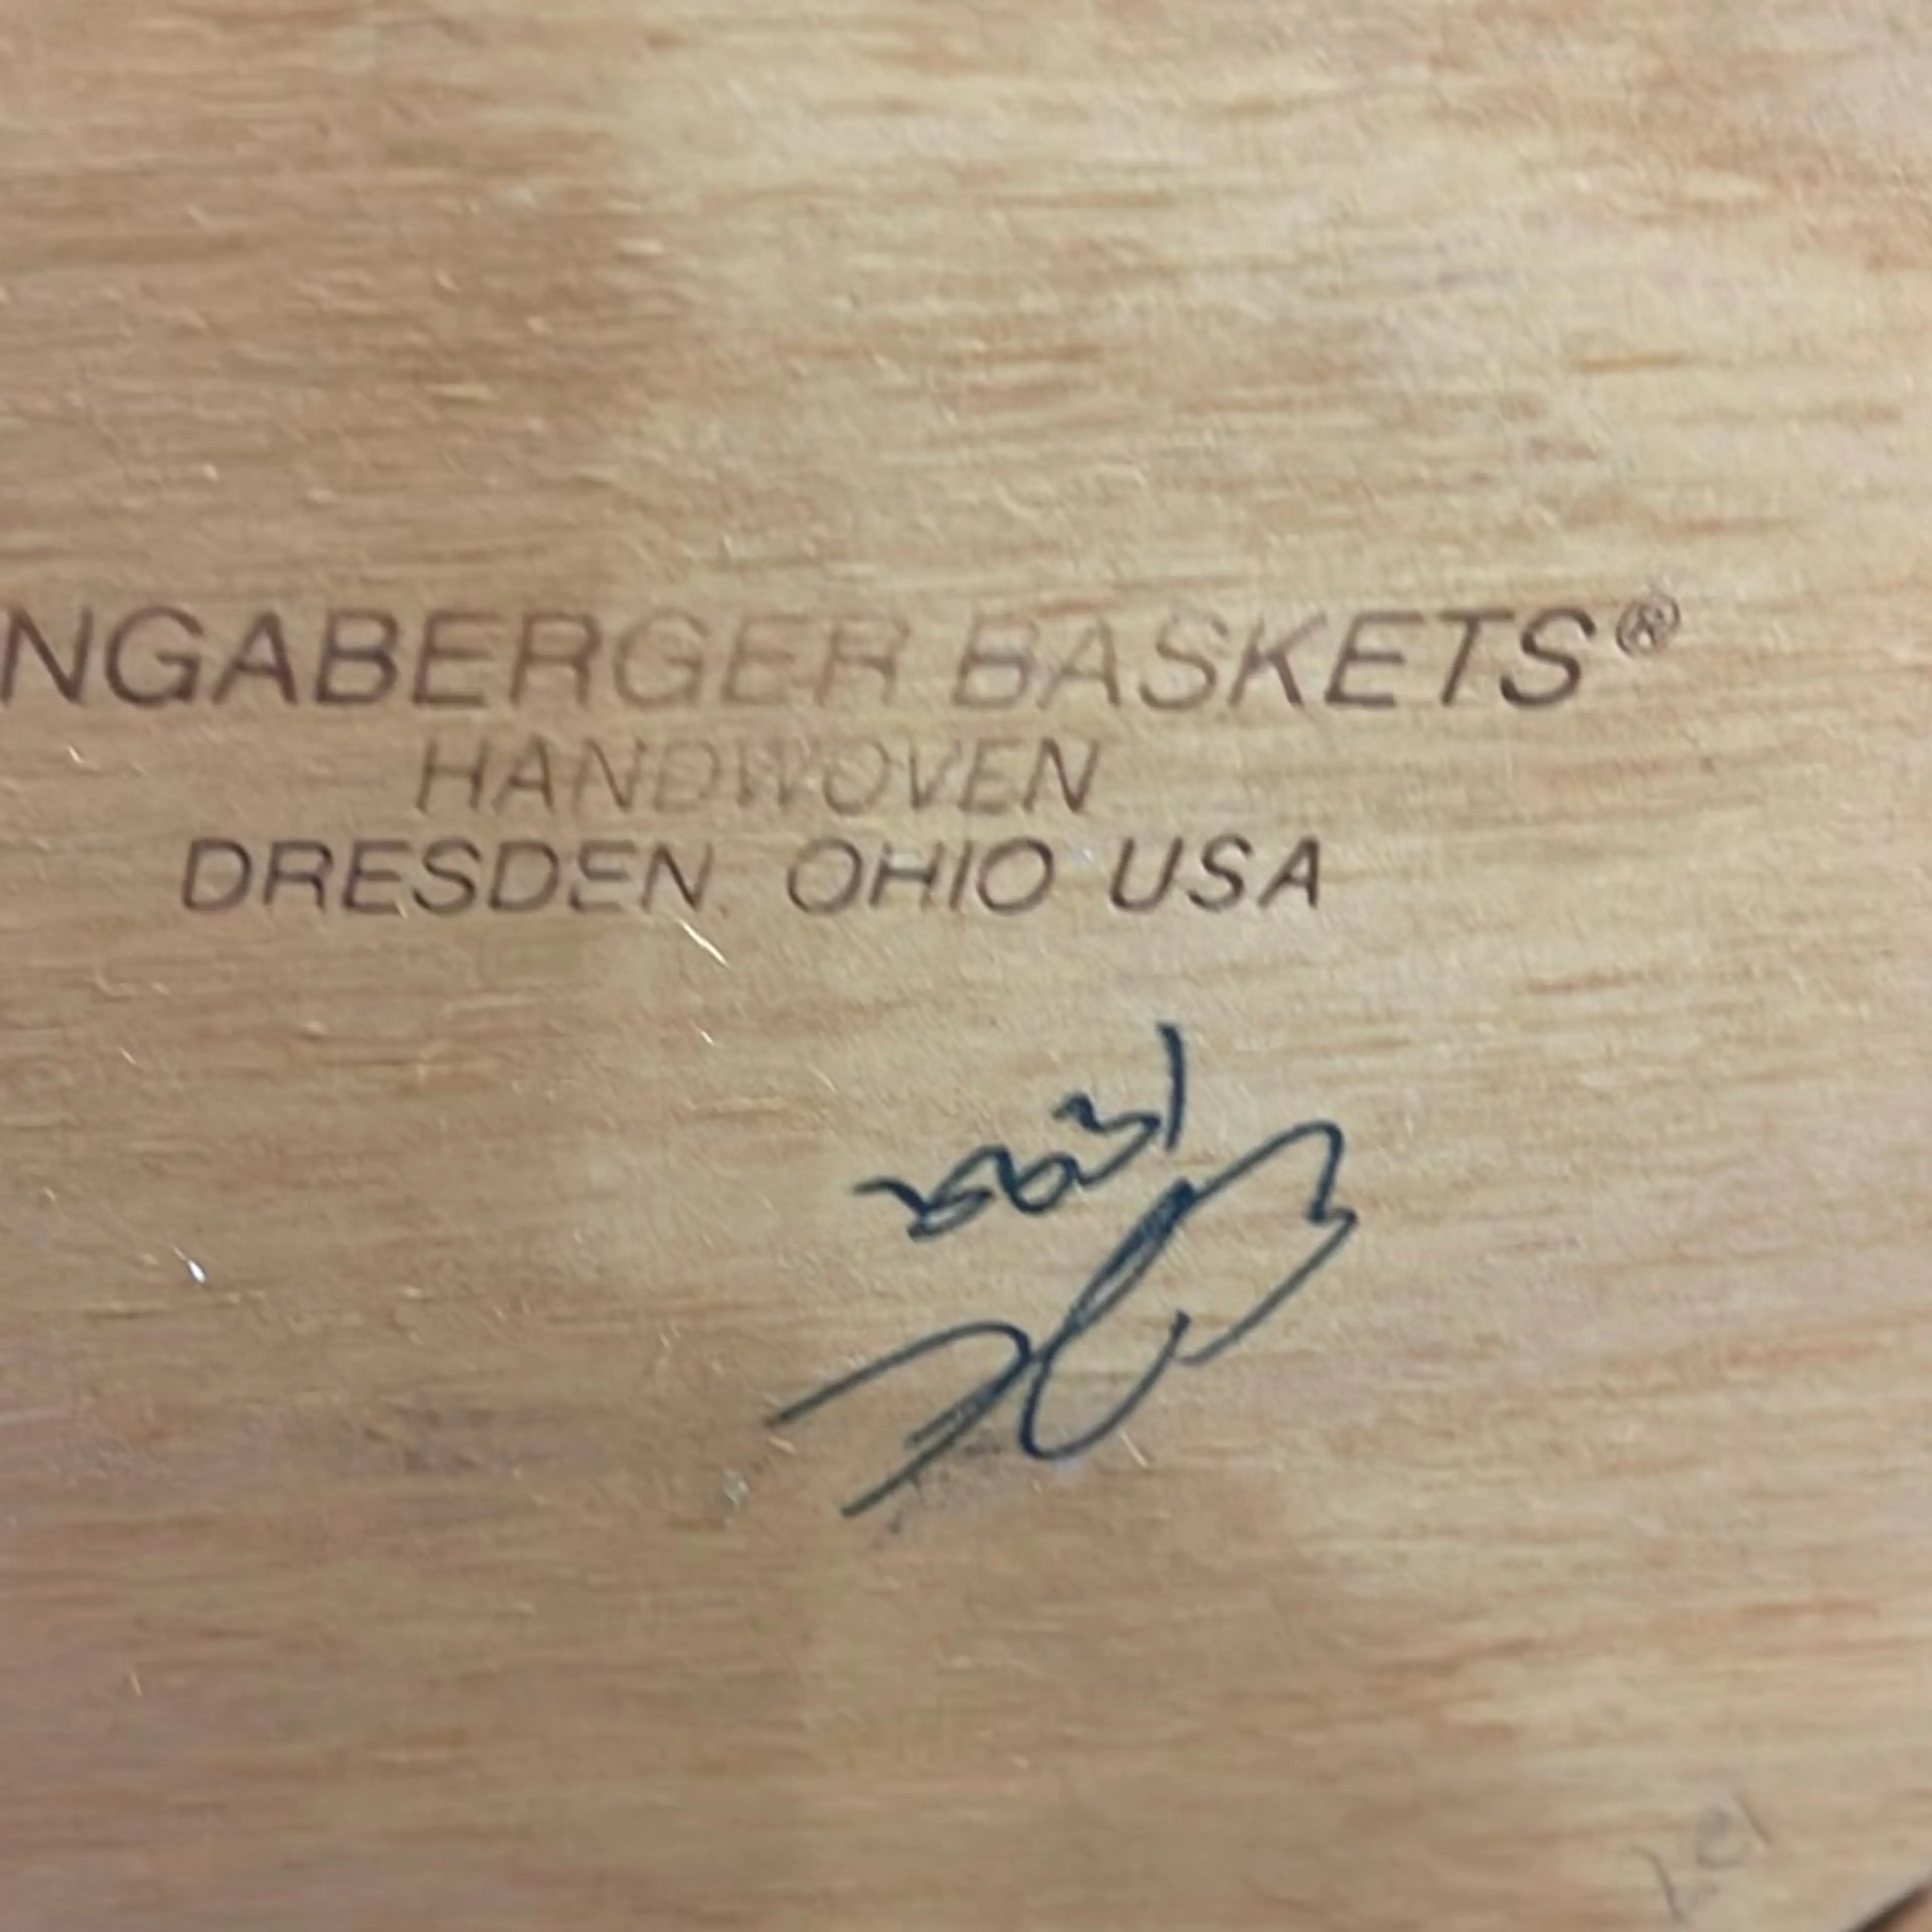 NGABERGER BASKETS®
HANDWOVEN
DRESDEN, OHIO USA